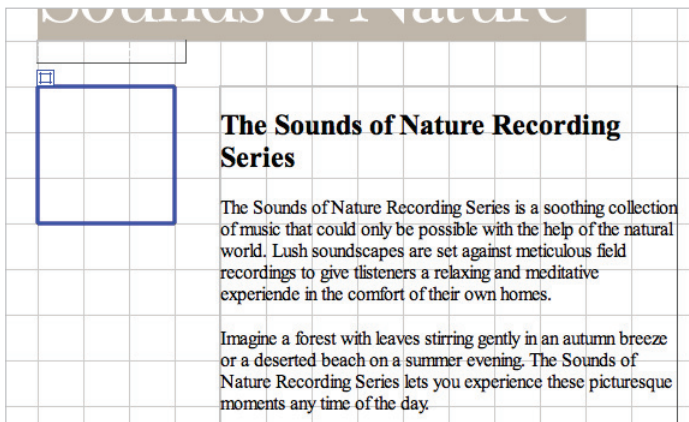 Sounds of Nature
The Sounds of Nature Recording
Series
The Sounds of Nature Recording Series is a soothing collection
of music that could only be possible with the help of the natural
world. Lush soundscapes are set against meticulous field
recordings to give tlisteners a relaxing and meditative
experiende in the comfort of their own homes.
Imagine a forest with leaves stirring gently in an autumn breeze
or a deserted beach on a summer evening. The Sounds of
Nature Recording Series lets you experience these picturesque
moments any time of the day.